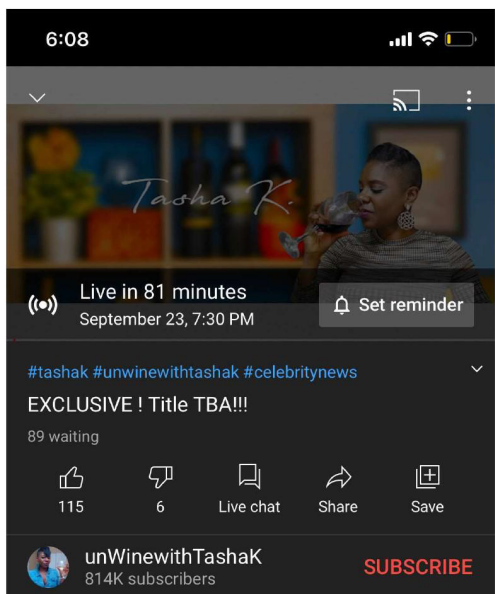 6:08
Tasha K.
Live in 81 minutes
September 23, 7:30 PM
Set reminder
#tashak #unwinewithtashak #celebritynews
EXCLUSIVE ! Title TBA!!!
89 waiting
115
6
Live chat
Share
Save
unWinewithTashaK
814K subscribers
SUBSCRIBE